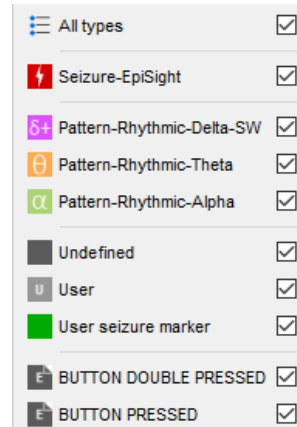 All types
Seizure-EpiSight
δ+ Pattern-Rhythmic-Delta-SW
θ Pattern-Rhythmic-Theta
α Pattern-Rhythmic-Alpha
Undefined
U User
User seizure marker
E BUTTON DOUBLE PRESSED
E BUTTON PRESSED